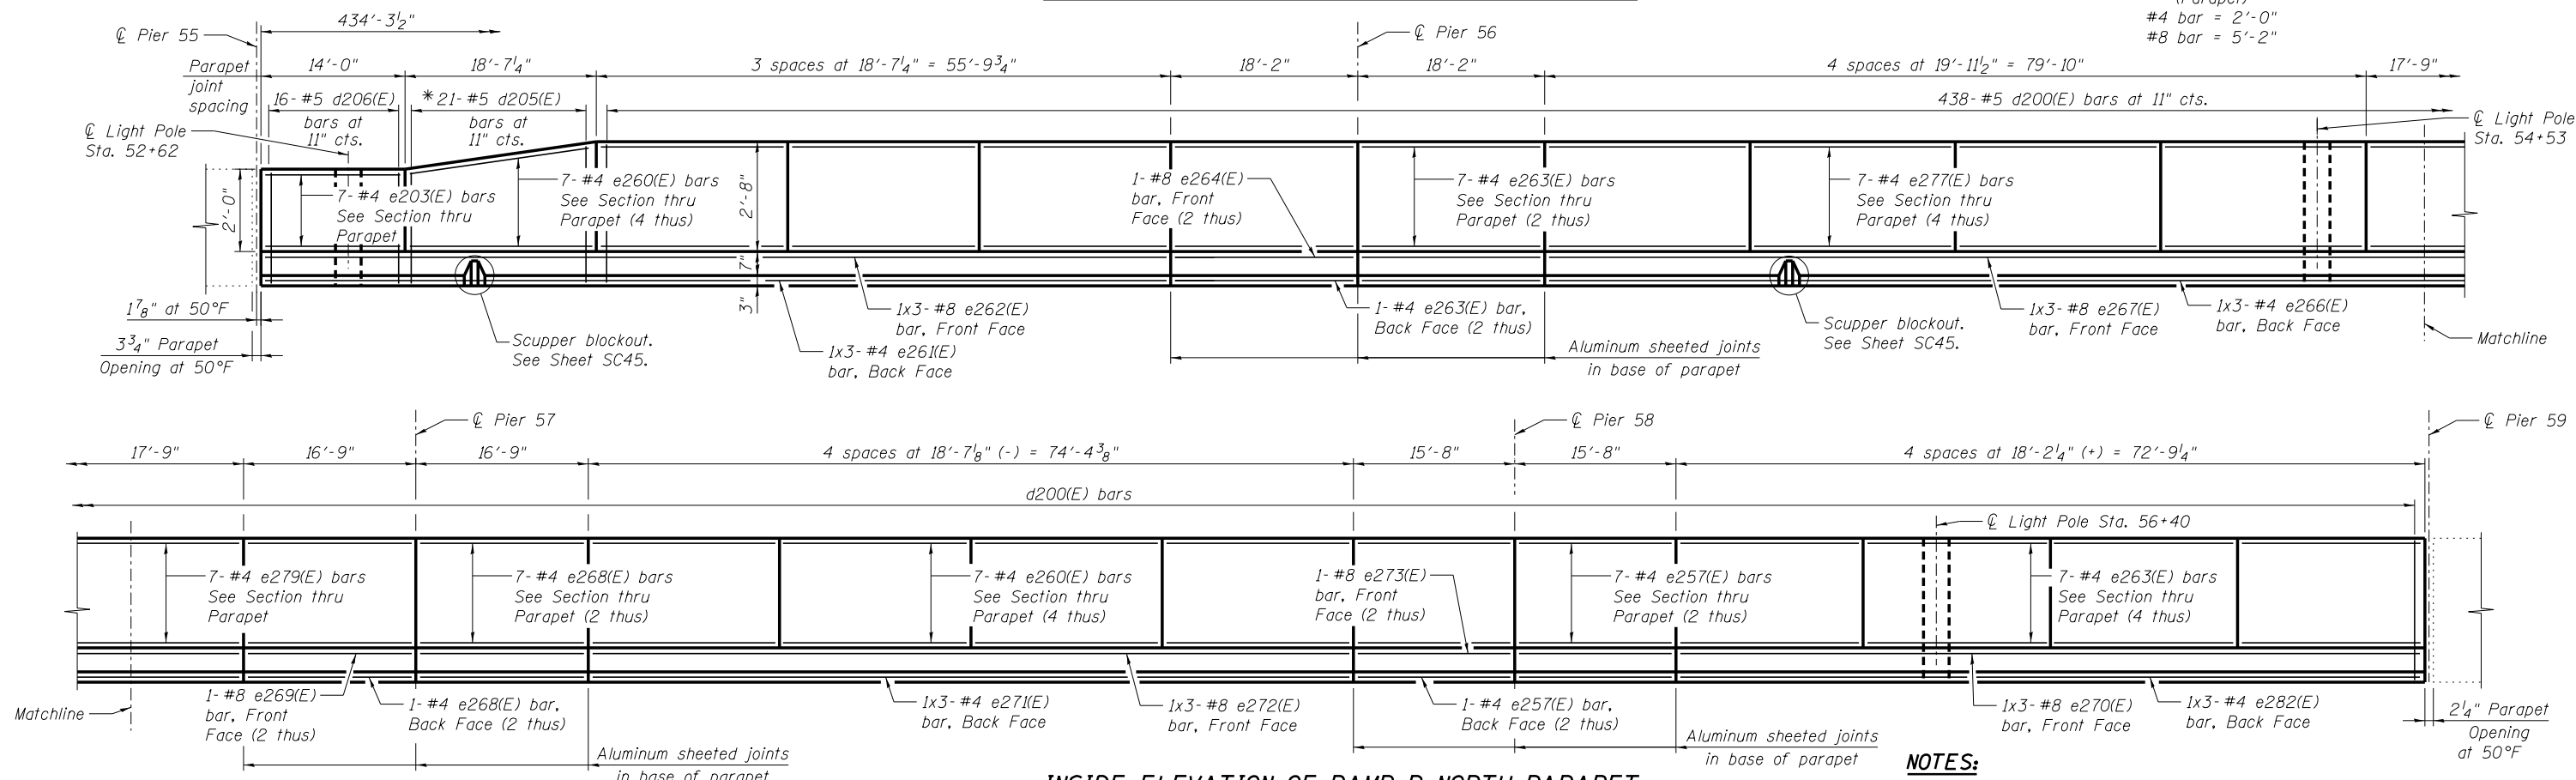 (Parapet)
#4 bar = 2'-0"
#8 bar = 5'-2"
434'-3½"
℄ Pier 55
℄ Pier 56
Parapet
joint
spacing
14'-0"
18'-7¼"
3 spaces at 18'-7¼" = 55'-9¾"
18'-2"
18'-2"
4 spaces at 19'-11½" = 79'-10"
17'-9"
16-#5 d206(E)
bars at
11" cts.
*21-#5 d205(E)
bars at
11" cts.
438-#5 d200(E) bars at 11" cts.
℄ Light Pole
Sta. 52+62
℄ Light Pole
Sta. 54+53
2'-0"
7-#4 e203(E) bars
See Section thru
Parapet
7-#4 e260(E) bars
See Section thru
Parapet (4 thus)
2'-8"
7"
3"
1-#8 e264(E)
bar, Front
Face (2 thus)
7-#4 e263(E) bars
See Section thru
Parapet (2 thus)
7-#4 e277(E) bars
See Section thru
Parapet (4 thus)
1⅞" at 50°F
3¾" Parapet
Opening at 50°F
Scupper blockout.
See Sheet SC45.
1x3-#8 e262(E)
bar, Front Face
1x3-#4 e261(E)
bar, Back Face
1-#4 e263(E) bar,
Back Face (2 thus)
Aluminum sheeted joints
in base of parapet
Scupper blockout.
See Sheet SC45.
1x3-#8 e267(E)
bar, Front Face
1x3-#4 e266(E)
bar, Back Face
Matchline
℄ Pier 57
℄ Pier 58
℄ Pier 59
17'-9"
16'-9"
16'-9"
4 spaces at 18'-7⅛" (-) = 74'-4⅜"
15'-8"
15'-8"
4 spaces at 18'-2¼" (+) = 72'-9¼"
d200(E) bars
℄ Light Pole Sta. 56+40
7-#4 e279(E) bars
See Section thru
Parapet
7-#4 e268(E) bars
See Section thru
Parapet (2 thus)
7-#4 e260(E) bars
See Section thru
Parapet (4 thus)
1-#8 e273(E)
bar, Front
Face (2 thus)
7-#4 e257(E) bars
See Section thru
Parapet (2 thus)
7-#4 e263(E) bars
See Section thru
Parapet (4 thus)
Matchline
1-#8 e269(E)
bar, Front
Face (2 thus)
1-#4 e268(E) bar,
Back Face (2 thus)
Aluminum sheeted joints
in base of parapet
1x3-#4 e271(E)
bar, Back Face
1x3-#8 e272(E)
bar, Front Face
1-#4 e257(E) bar,
Back Face (2 thus)
Aluminum sheeted joints
in base of parapet
1x3-#8 e270(E)
bar, Front Face
1x3-#4 e282(E)
bar, Back Face
2¼" Parapet
Opening
at 50°F
INSIDE ELEVATION OF RAMP B NORTH PARAPET
NOTES: